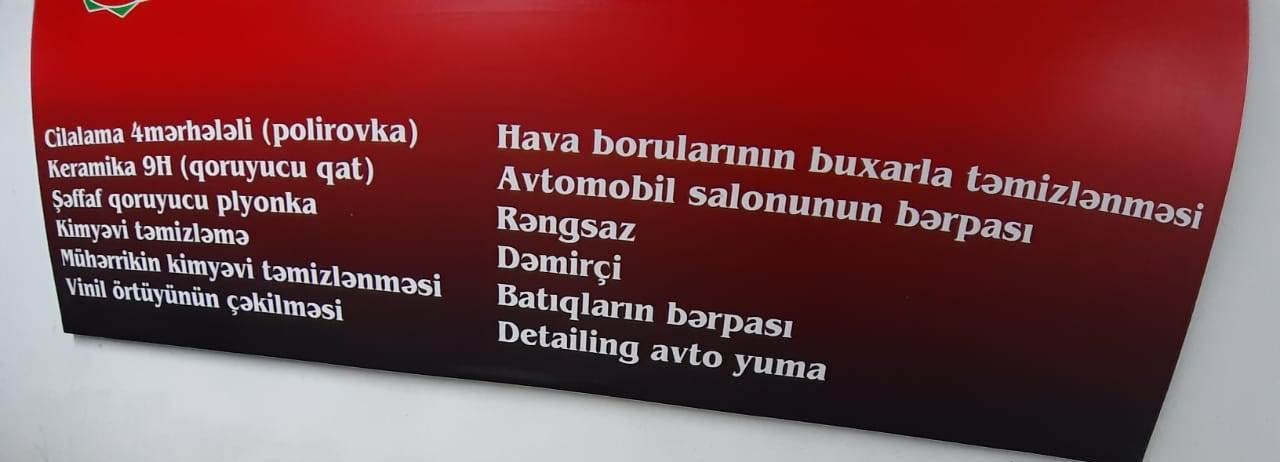 Cilalama 4mərhələli (polirovka)
Keramika 9H (qoruyucu qat)
Şəffaf qoruyucu plyonka
Kimyəvi təmizləmə
Mühərrikin kimyəvi təmizlənməsi
Vinil örtüyünün çəkilməsi
Hava borularının buxarla təmizlənməsi
Avtomobil salonunun bərpası
Rəngsaz
Dəmirçi
Batıqların bərpası
Detailing avto yuma